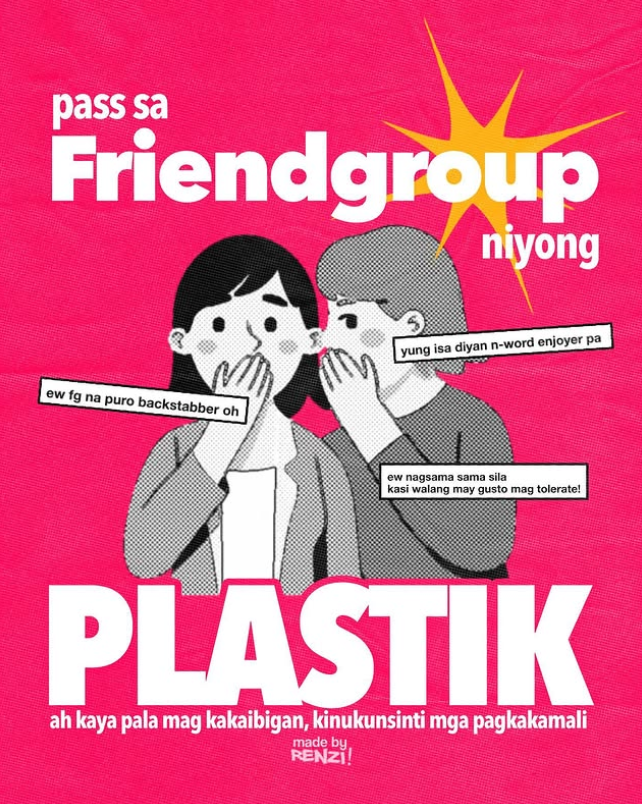 pass sa
Friendgroup
niyong
yung isa diyan n-word enjoyer pa
ew fg na puro backstabber oh
ew nagsama sama sila
kasi walang may gusto mag tolerate!
PLASTIK
ah kaya pala mag kakaibigan, kinukunsinti mga pagkakamali
made by
RENZI!